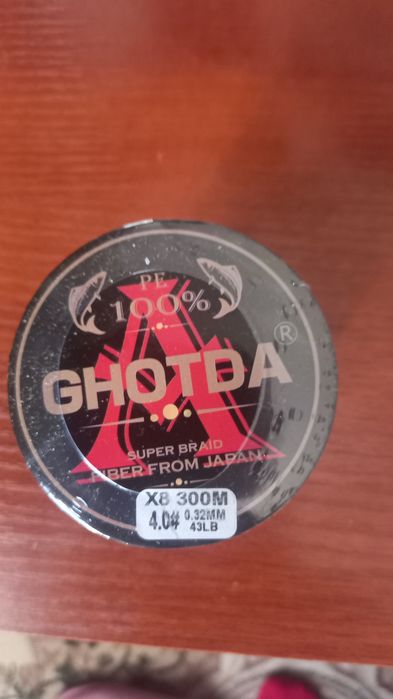 PE
100%
GHOTDA®
SUPER BRAID
FIBER FROM JAPAN
X8 300M
4.0# 0.32MM
43LB